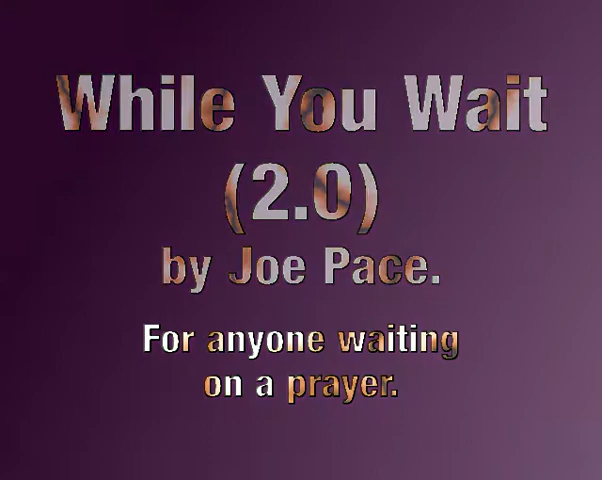 While You Wait
(2.0)
by Joe Pace.
For anyone waiting
on a prayer.